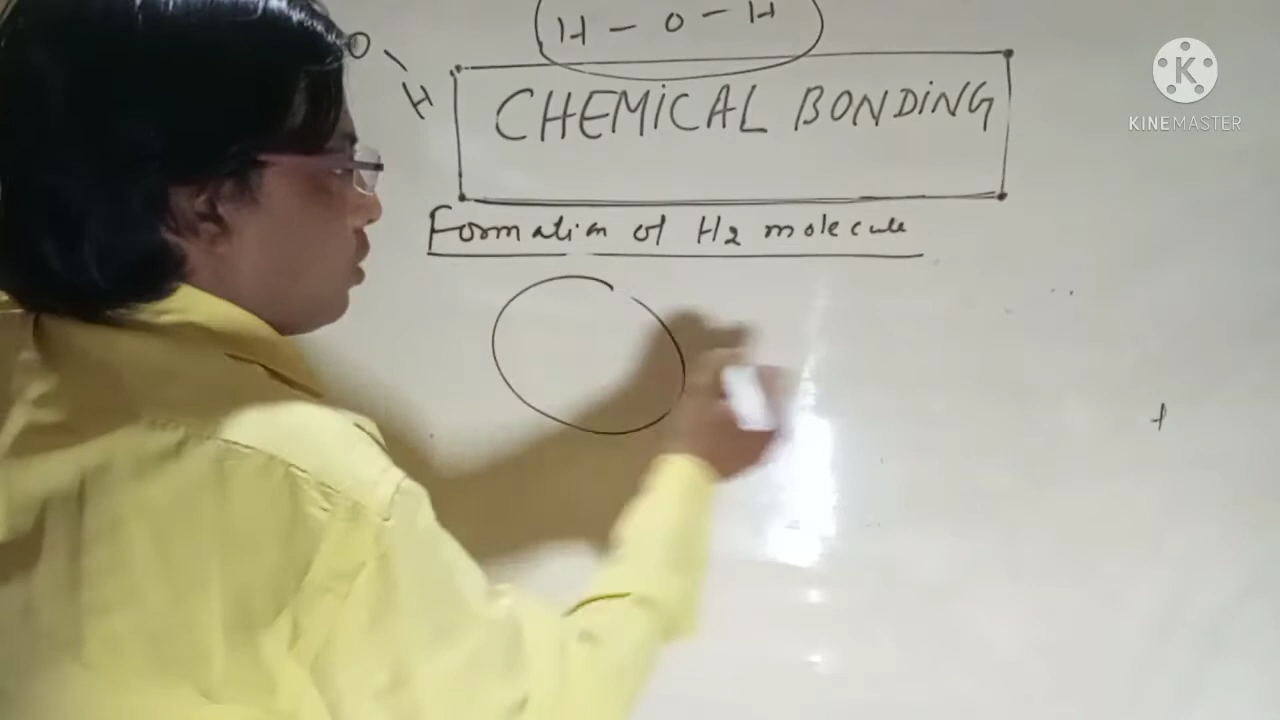 H – O – H
O
H
CHEMiCAL BONDiNG
Formation of H2 molecule
KINEMASTER